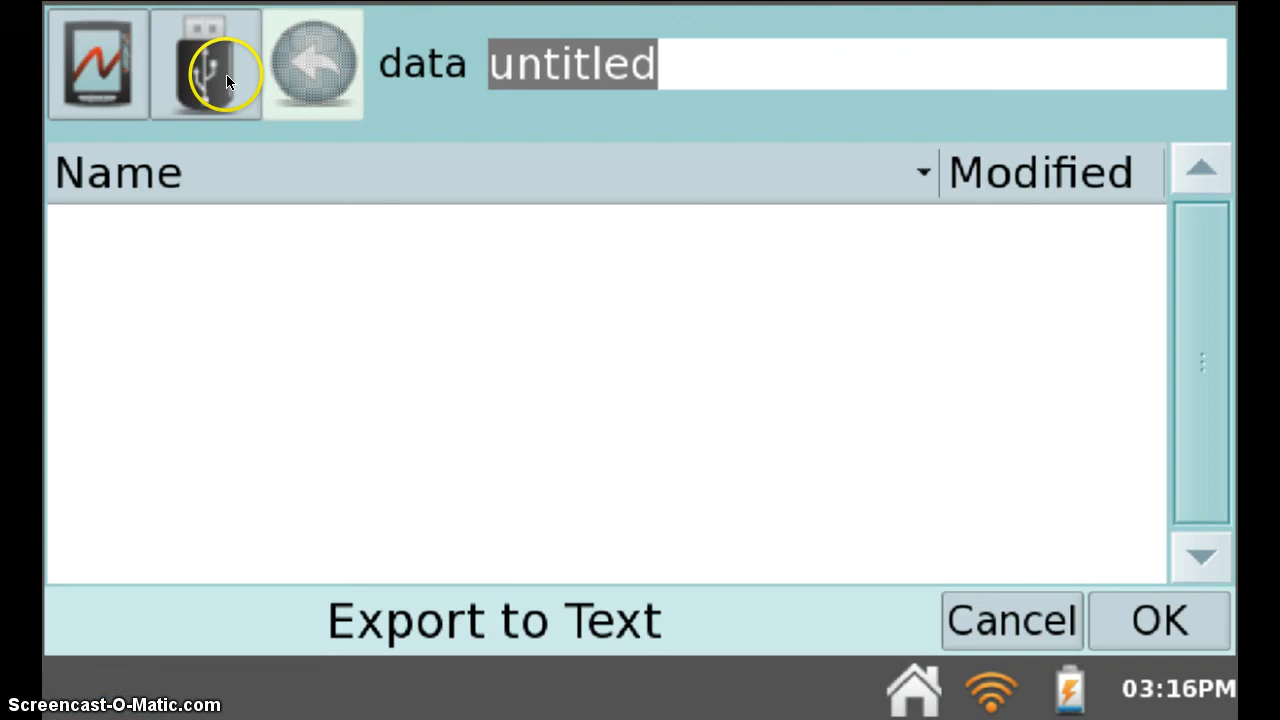 data untitled
Name Modified
Export to Text Cancel OK
03:16PM
Screencast-O-Matic.com